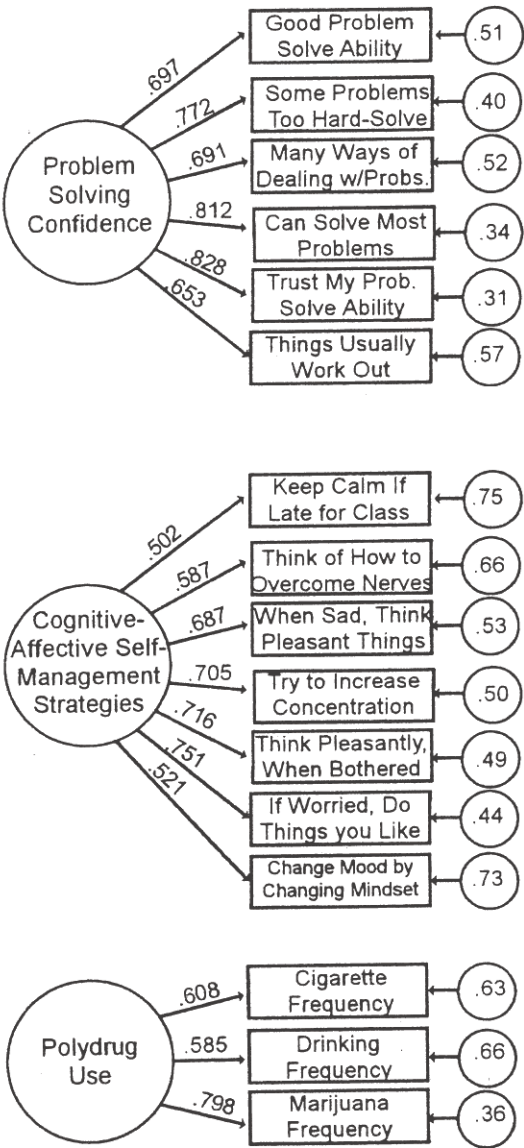 Good Problem
Solve Ability
.51
.697
Some Problems
Too Hard-Solve
.40
.772
Many Ways of
Dealing w/Probs.
.52
.691
Problem
Solving
Confidence
.812
Can Solve Most
Problems
.34
.828
Trust My Prob.
Solve Ability
.31
.653
Things Usually
Work Out
.57
Keep Calm If
Late for Class
.75
.502
Think of How to
Overcome Nerves
.66
.587
When Sad, Think
Pleasant Things
.53
.687
Cognitive-
Affective Self-
Management
Strategies
.705
Try to Increase
Concentration
.50
.716
Think Pleasantly,
When Bothered
.49
.751
If Worried, Do
Things you Like
.44
.521
Change Mood by
Changing Mindset
.73
Cigarette
Frequency
.63
.608
Polydrug
Use
.585
Drinking
Frequency
.66
.798
Marijuana
Frequency
.36